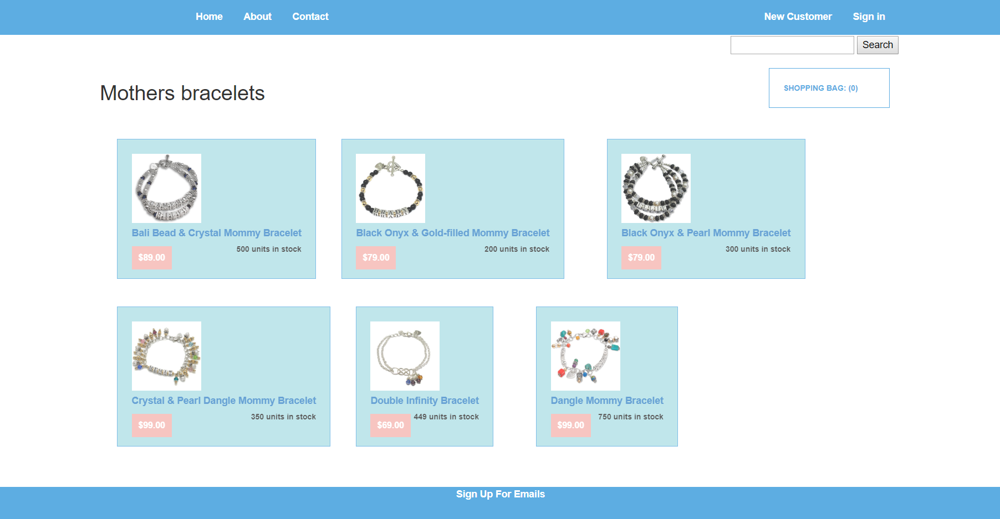 Home About Contact New Customer Sign in
Search
Mothers bracelets
SHOPPING BAG: (0)
CAMERON
RILEY
BRADY
ELLIE
Bali Bead & Crystal Mommy Bracelet
500 units in stock
$89.00
Black Onyx & Gold-filled Mommy Bracelet
200 units in stock
$79.00
Black Onyx & Pearl Mommy Bracelet
300 units in stock
$79.00
Crystal & Pearl Dangle Mommy Bracelet
350 units in stock
$99.00
Double Infinity Bracelet
449 units in stock
$69.00
Dangle Mommy Bracelet
750 units in stock
$99.00
Sign Up For Emails